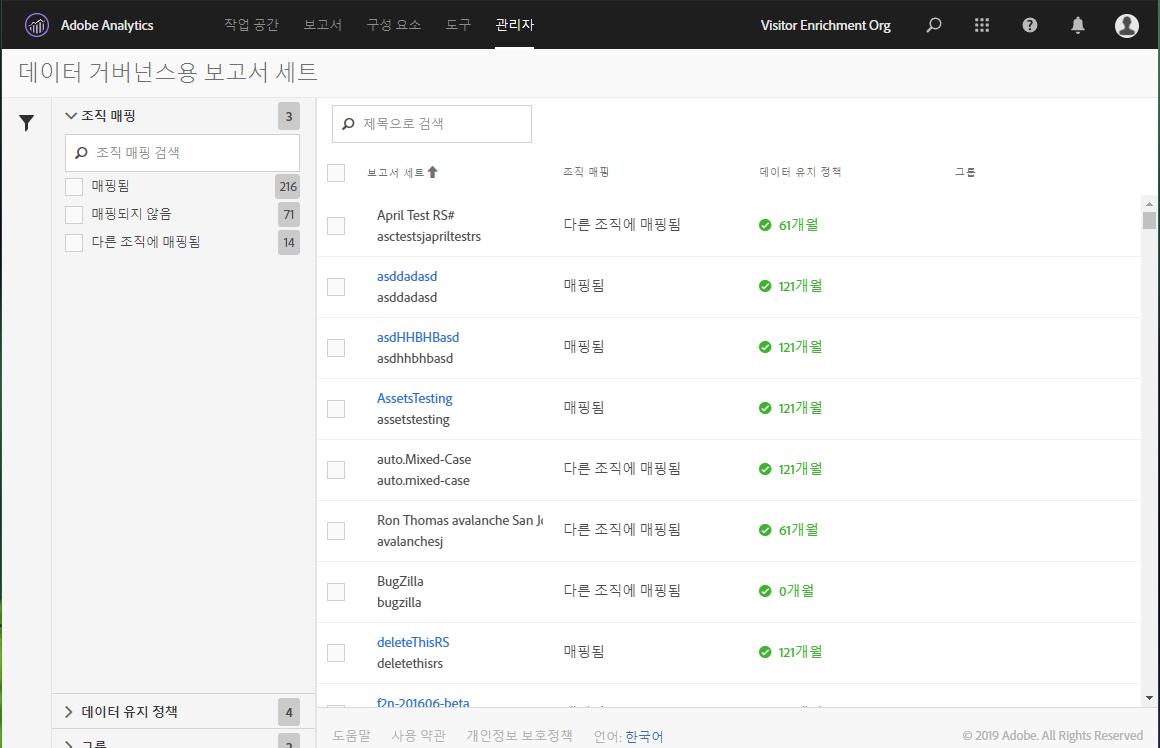 Adobe Analytics 작업 공간 보고서 구성 요소 도구 관리자 Visitor Enrichment Org
데이터 거버넌스용 보고서 세트
조직 매핑 3
조직 매핑 검색
매핑됨 216
매핑되지 않음 71
다른 조직에 매핑됨 14
데이터 유지 정책 4
그룹 2
제목으로 검색
보고서 세트 조직 매핑 데이터 유지 정책 그룹
April Test RS#
asctestsjapriltestrs
다른 조직에 매핑됨 61개월
asddadasd
asddadasd
매핑됨 121개월
asdHHBHBasd
asdhhbhbasd
매핑됨 121개월
AssetsTesting
assetstesting
매핑됨 121개월
auto.Mixed-Case
auto.mixed-case
다른 조직에 매핑됨 121개월
Ron Thomas avalanche San Jo
avalanchesj
다른 조직에 매핑됨 61개월
BugZilla
bugzilla
다른 조직에 매핑됨 0개월
deleteThisRS
deletethisrs
매핑됨 121개월
f2n-201606-beta
도움말 사용 약관 개인정보 보호정책 언어: 한국어 © 2019 Adobe. All Rights Reserved